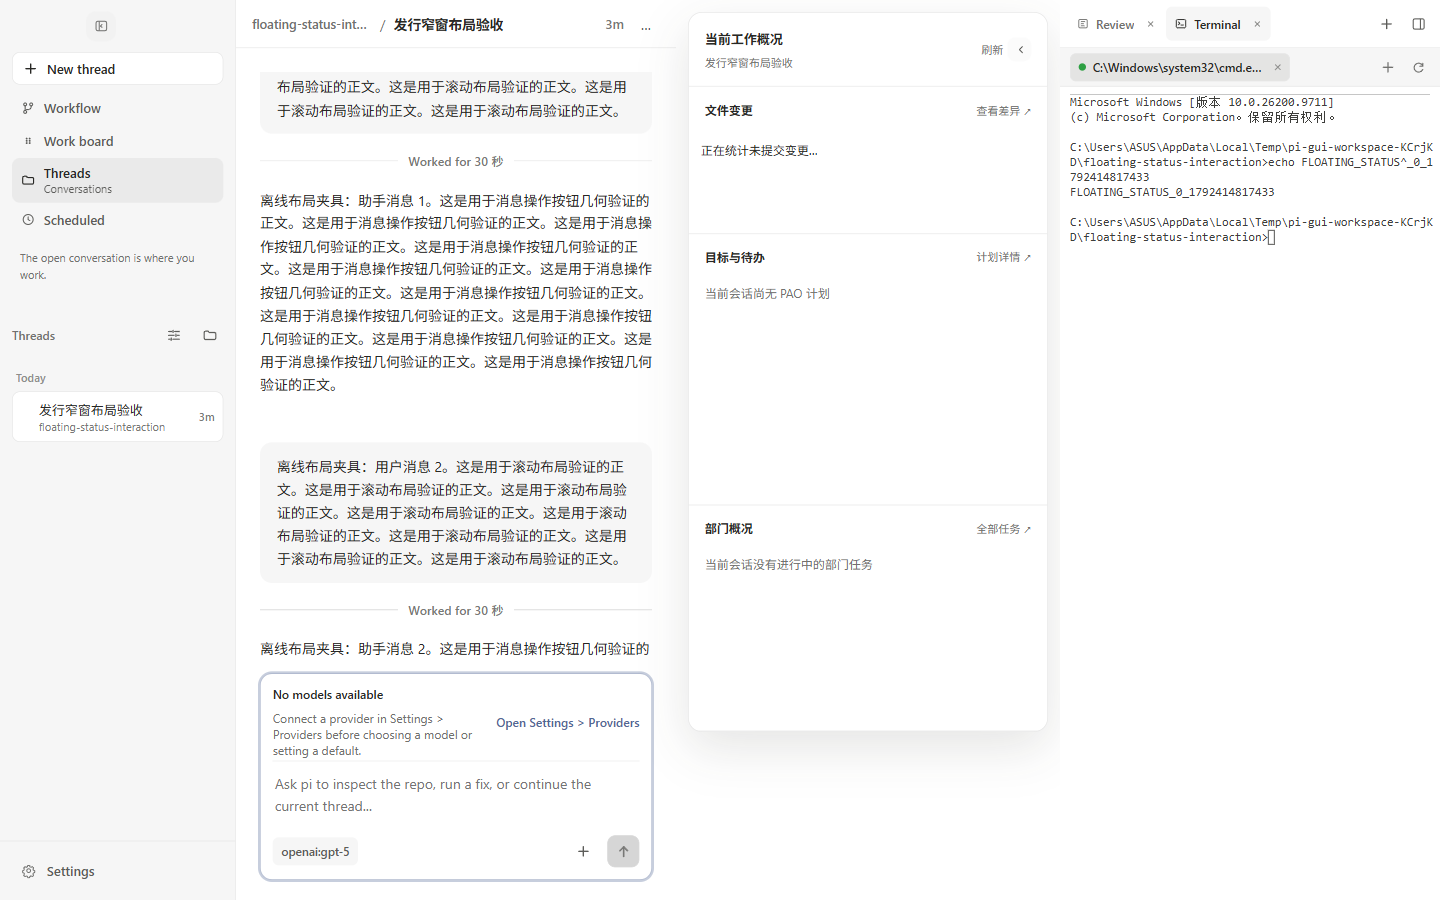 New thread
Workflow
Work board
Threads
Conversations
Scheduled
The open conversation is where you
work.
Threads
Today
发行窄窗布局验收
3m
floating-status-interaction
Settings
floating-status-int... / 发行窄窗布局验收 3m ...
布局验证的正文。这是用于滚动布局验证的正文。这是用
于滚动布局验证的正文。这是用于滚动布局验证的正文。
Worked for 30 秒
离线布局夹具：助手消息 1。这是用于消息操作按钮几何验证的
正文。这是用于消息操作按钮几何验证的正文。这是用于消息操
作按钮几何验证的正文。这是用于消息操作按钮几何验证的正
文。这是用于消息操作按钮几何验证的正文。这是用于消息操作
按钮几何验证的正文。这是用于消息操作按钮几何验证的正文。
这是用于消息操作按钮几何验证的正文。这是用于消息操作按钮
几何验证的正文。这是用于消息操作按钮几何验证的正文。这是
用于消息操作按钮几何验证的正文。这是用于消息操作按钮几何
验证的正文。
离线布局夹具：用户消息 2。这是用于滚动布局验证的正
文。这是用于滚动布局验证的正文。这是用于滚动布局验
证的正文。这是用于滚动布局验证的正文。这是用于滚动
布局验证的正文。这是用于滚动布局验证的正文。这是用
于滚动布局验证的正文。这是用于滚动布局验证的正文。
Worked for 30 秒
离线布局夹具：助手消息 2。这是用于消息操作按钮几何验证的
No models available
Connect a provider in Settings >
Providers before choosing a model or
setting a default.
Open Settings > Providers
Ask pi to inspect the repo, run a fix, or continue the
current thread...
openai:gpt-5
当前工作概况
发行窄窗布局验收
刷新
文件变更
查看差异 ↗
正在统计未提交变更...
目标与待办
计划详情 ↗
当前会话尚无 PAO 计划
部门概况
全部任务 ↗
当前会话没有进行中的部门任务
Review ×
Terminal ×
C:\Windows\system32\cmd.e... ×
Microsoft Windows [版本 10.0.26200.9711]
(c) Microsoft Corporation。保留所有权利。
C:\Users\ASUS\AppData\Local\Temp\pi-gui-workspace-KCrjK
D\floating-status-interaction>echo FLOATING_STATUS^_0_1
792414817433
FLOATING_STATUS_0_1792414817433
C:\Users\ASUS\AppData\Local\Temp\pi-gui-workspace-KCrjK
D\floating-status-interaction>